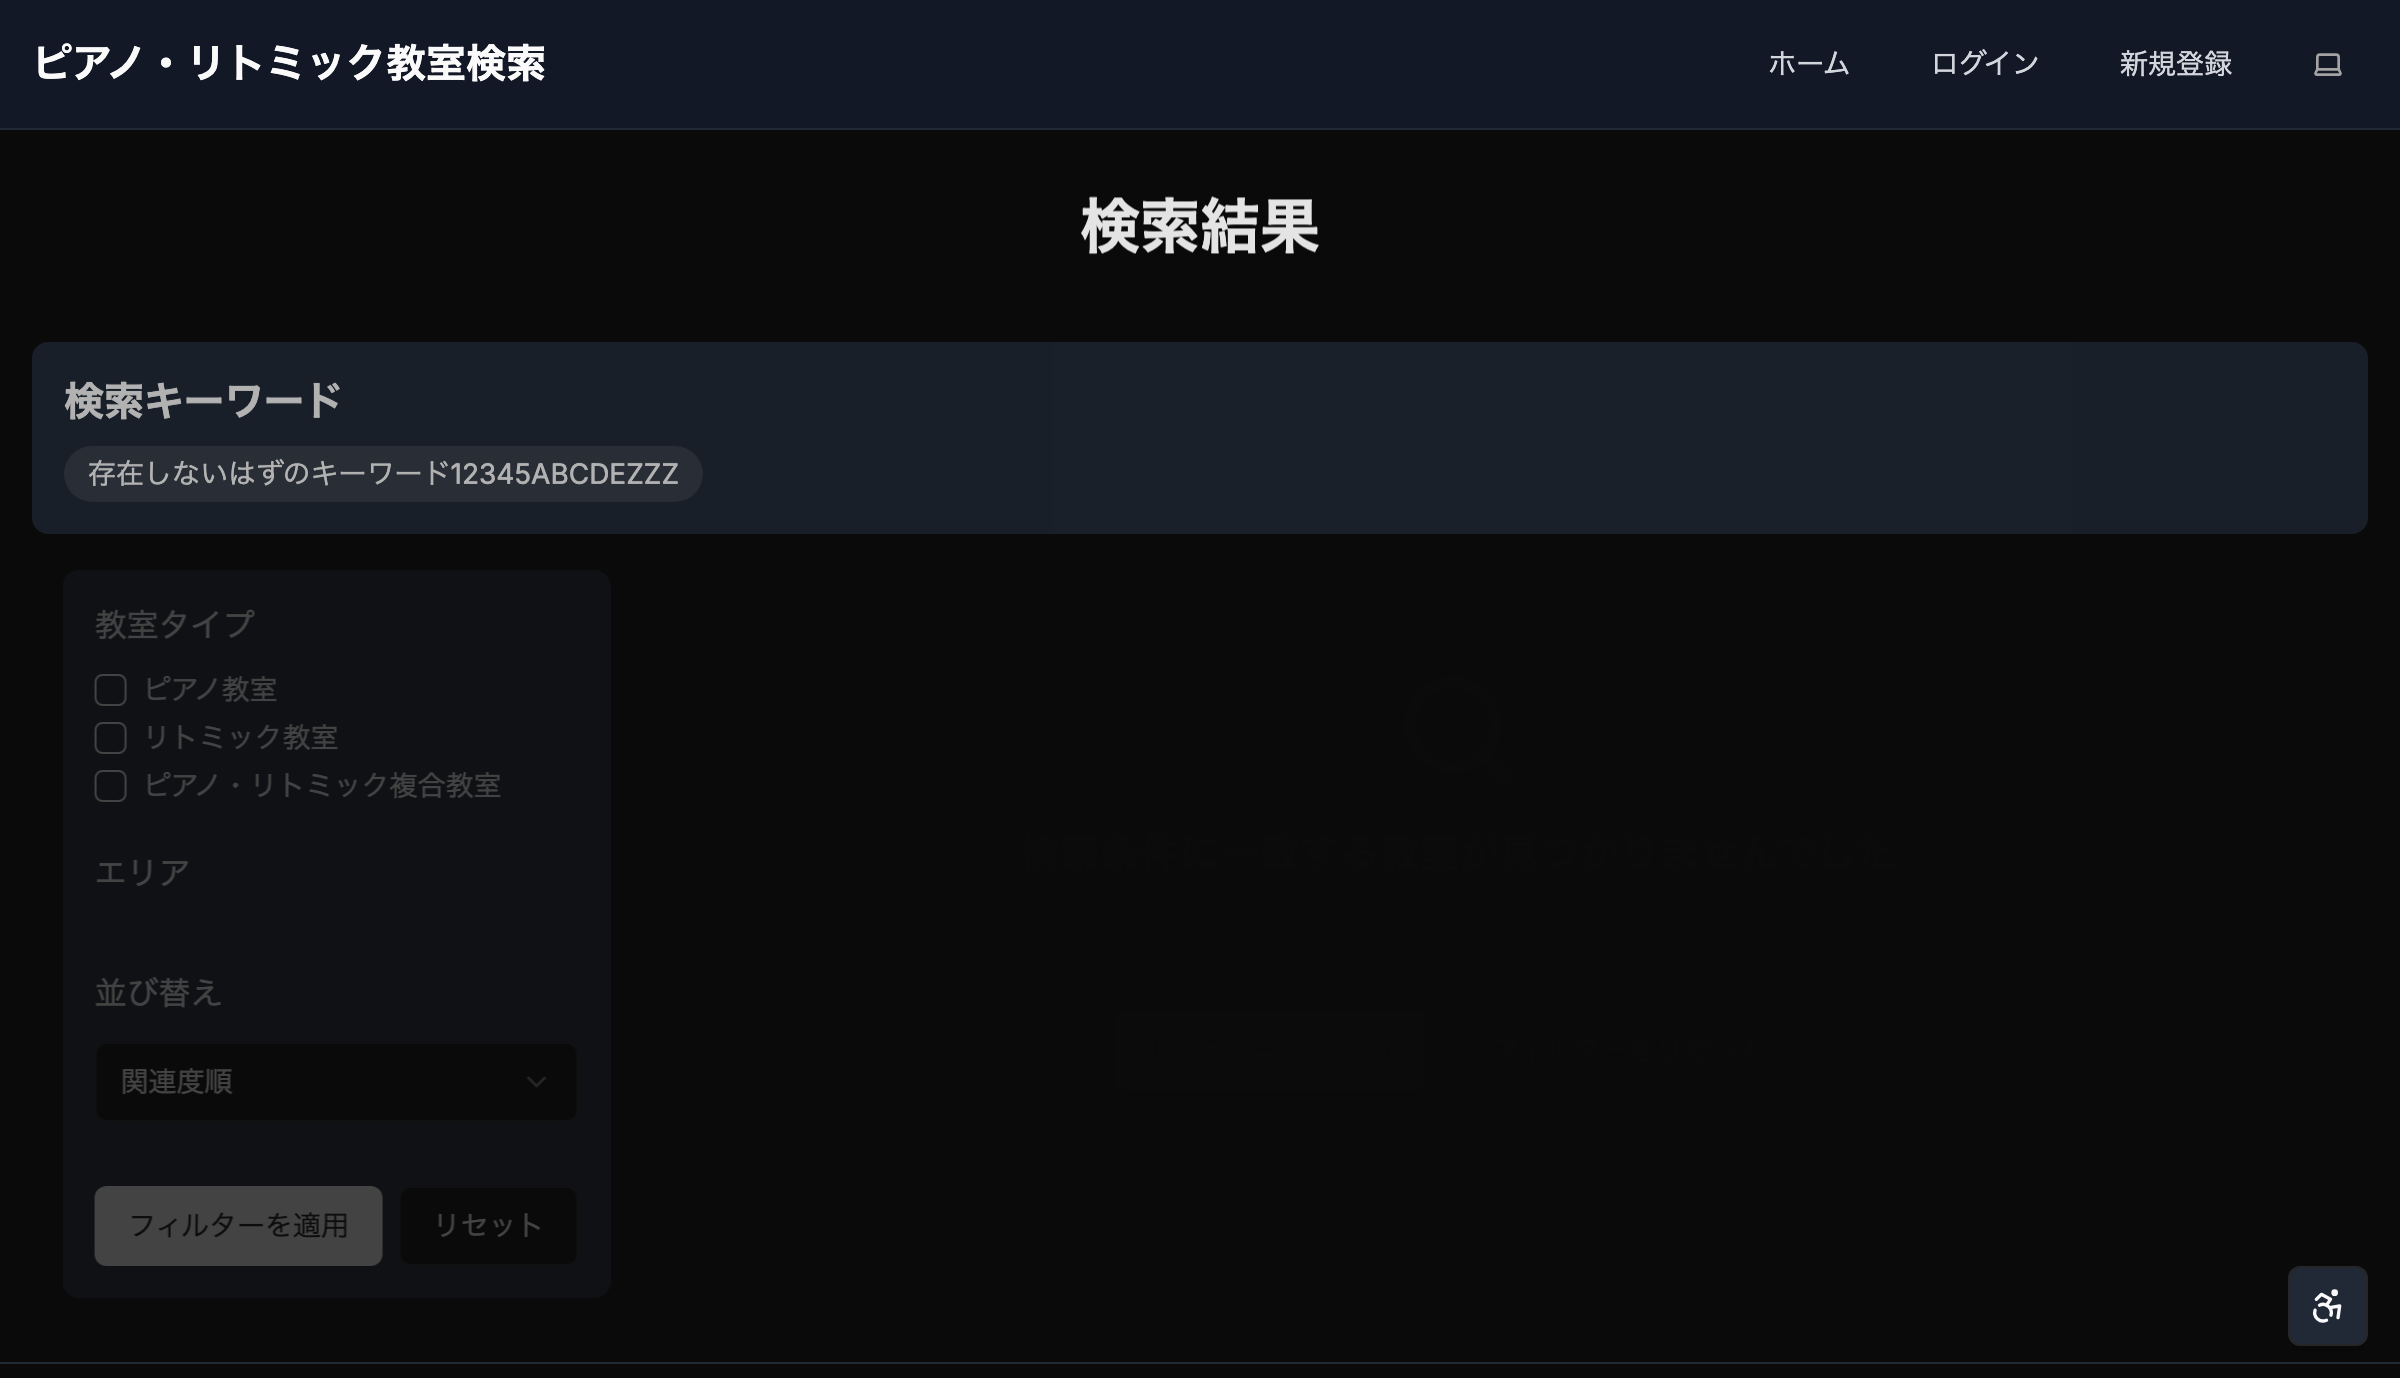 ピアノ・リトミック教室検索
ホーム
ログイン
新規登録
検索結果
検索キーワード
存在しないはずのキーワード12345ABCDEZZZ
教室タイプ
ピアノ教室
リトミック教室
ピアノ・リトミック複合教室
エリア
並び替え
関連度順
フィルターを適用
リセット